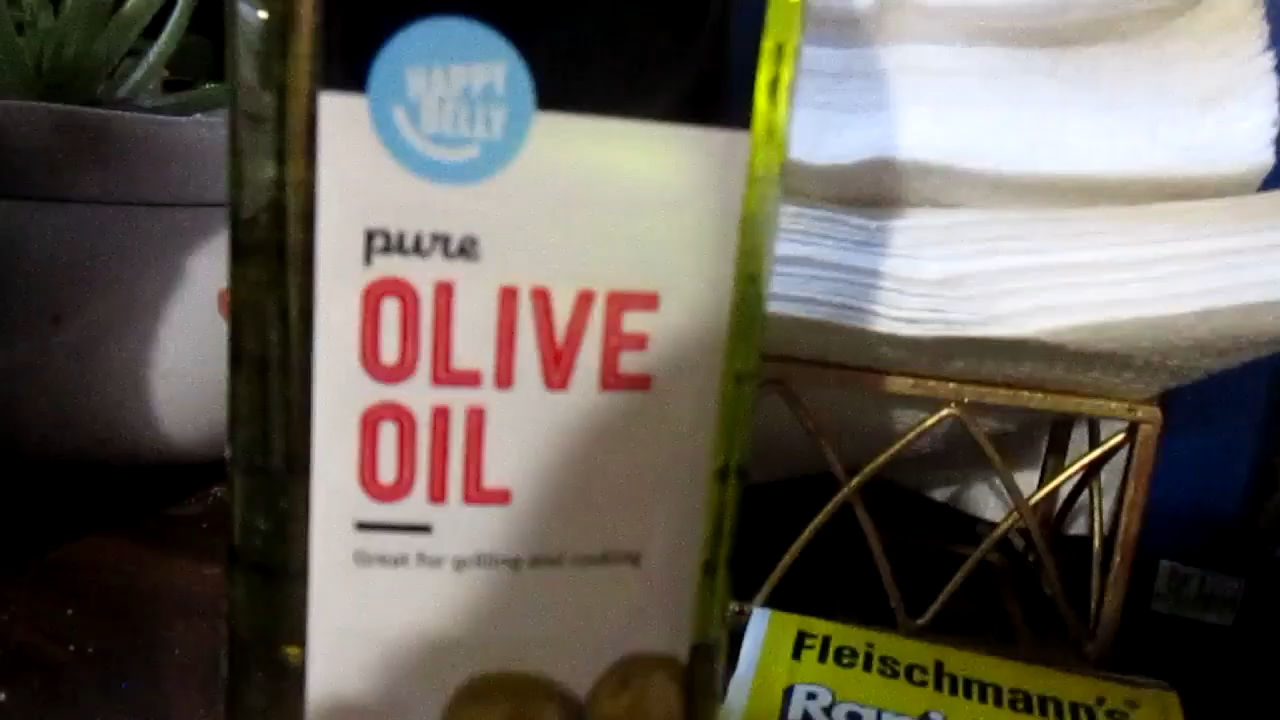 HAPPY
BELLY
pure
OLIVE
OIL
Great for grilling and cooking
Fleischmann's®